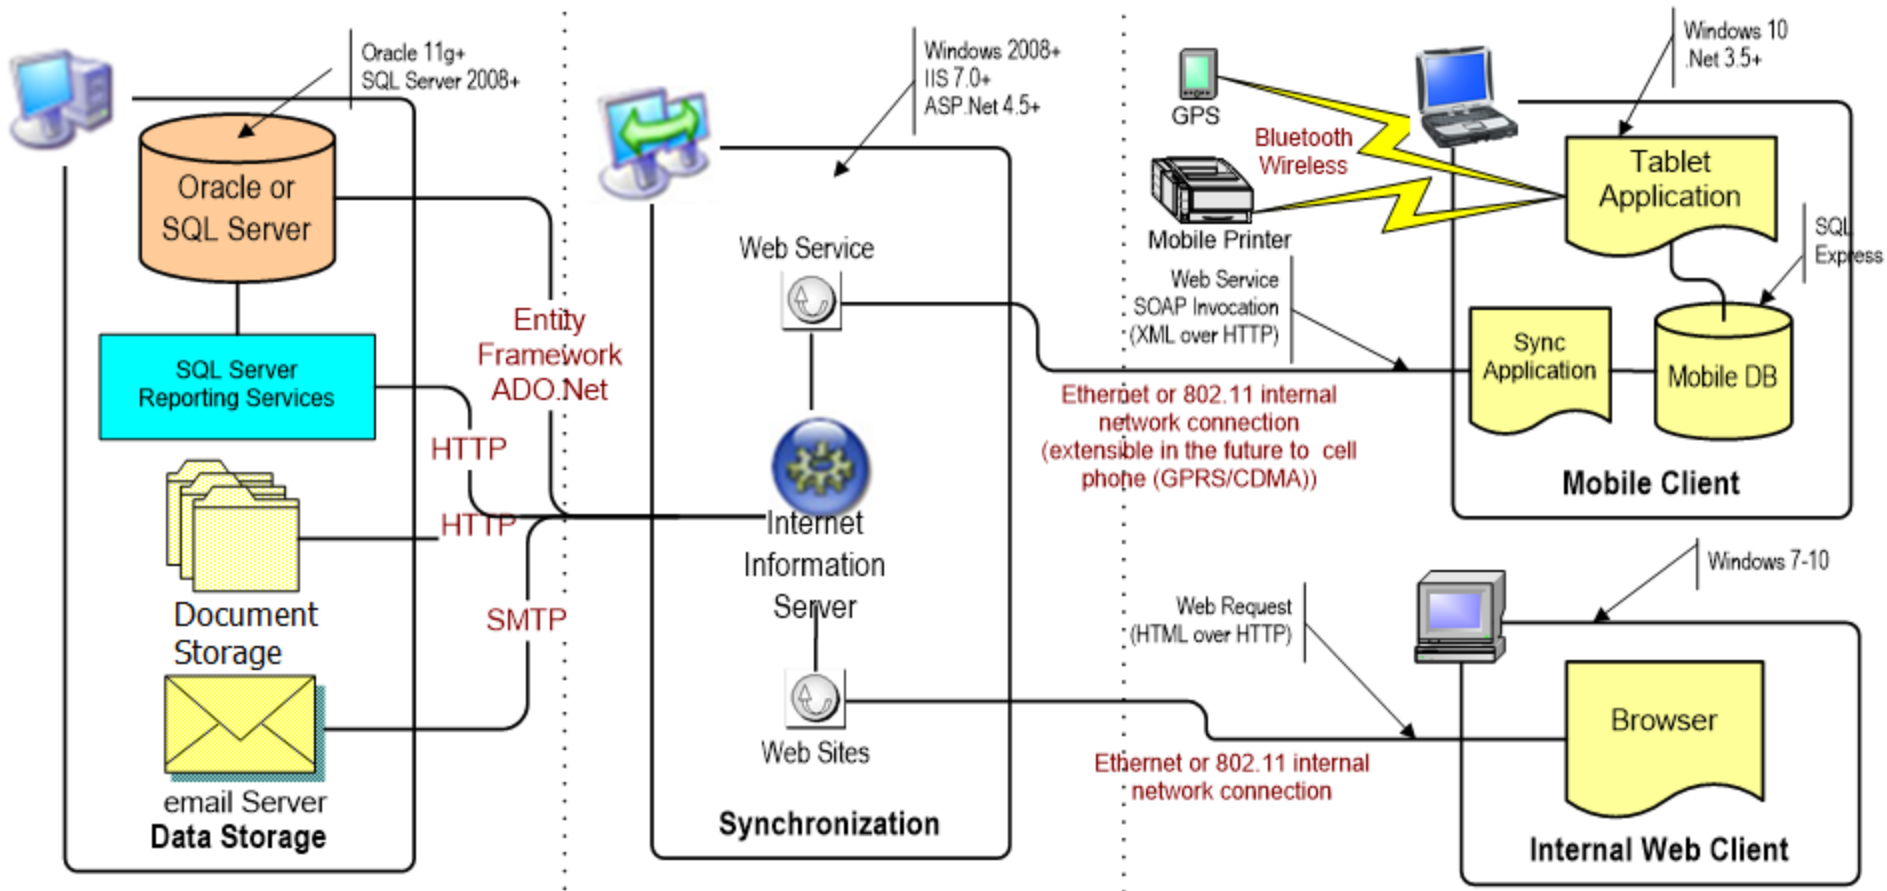 Oracle 11g+
SQL Server 2008+
Oracle or
SQL Server
SQL Server
Reporting Services
Document
Storage
email Server
Data Storage
Entity
Framework
ADO.Net
HTTP
HTTP
SMTP
Windows 2008+
IIS 7.0+
ASP.Net 4.5+
Web Service
Internet
Information
Server
Web Sites
Synchronization
GPS
Bluetooth
Wireless
Mobile Printer
Web Service
SOAP Invocation
(XML over HTTP)
Ethernet or 802.11 internal
network connection
(extensible in the future to cell
phone (GPRS/CDMA))
Windows 10
.Net 3.5+
Tablet
Application
SQL
Express
Sync
Application
Mobile DB
Mobile Client
Web Request
(HTML over HTTP)
Ethernet or 802.11 internal
network connection
Windows 7-10
Browser
Internal Web Client